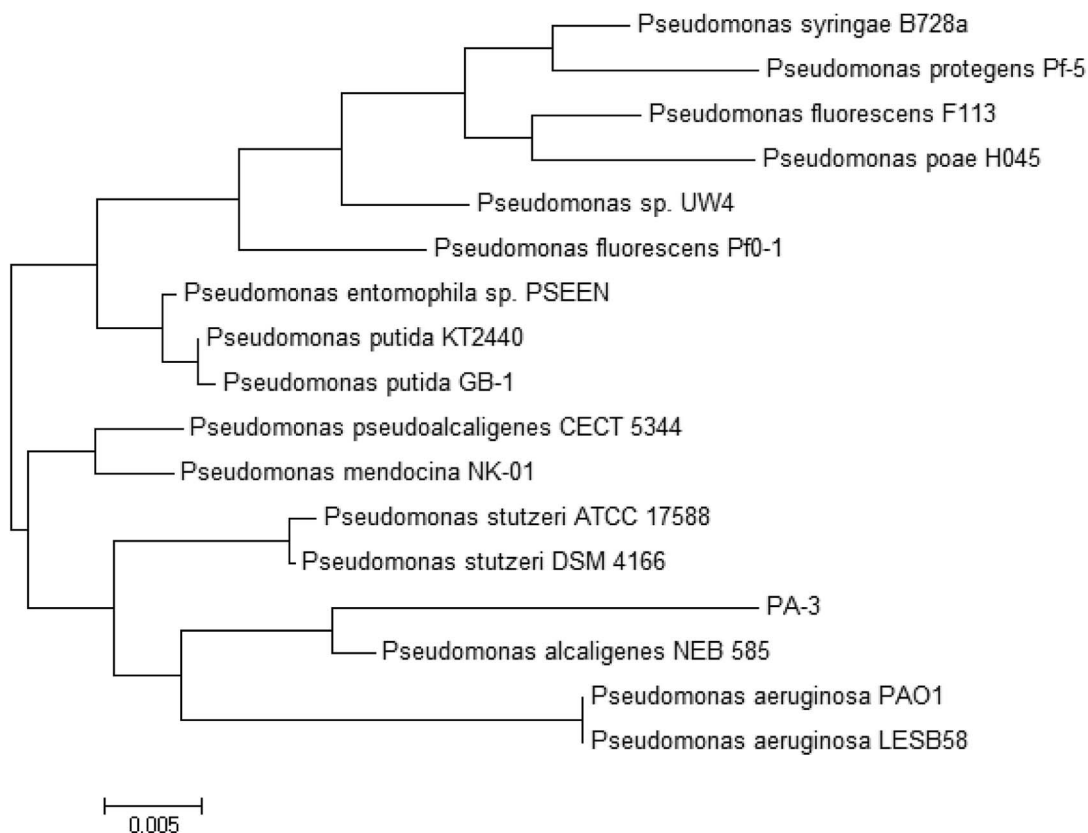 Pseudomonas syringae B728a
Pseudomonas protegens Pf-5
Pseudomonas fluorescens F113
Pseudomonas poae H045
Pseudomonas sp. UW4
Pseudomonas fluorescens Pf0-1
Pseudomonas entomophila sp. PSEEN
Pseudomonas putida KT2440
Pseudomonas putida GB-1
Pseudomonas pseudoalcaligenes CECT 5344
Pseudomonas mendocina NK-01
Pseudomonas stutzeri ATCC 17588
Pseudomonas stutzeri DSM 4166
PA-3
Pseudomonas alcaligenes NEB 585
Pseudomonas aeruginosa PAO1
Pseudomonas aeruginosa LESB58
0.005